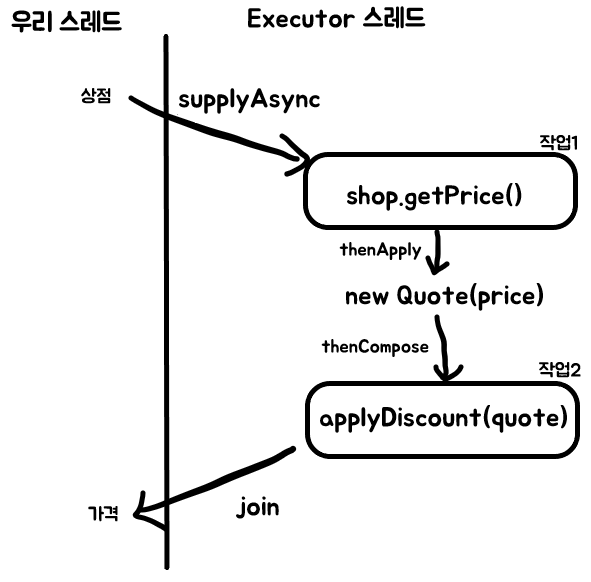 우리 스레드
Executor 스레드
상점
supplyAsync
작업1
shop.getPrice()
thenApply
new Quote(price)
thenCompose
작업2
applyDiscount(quote)
가격
join